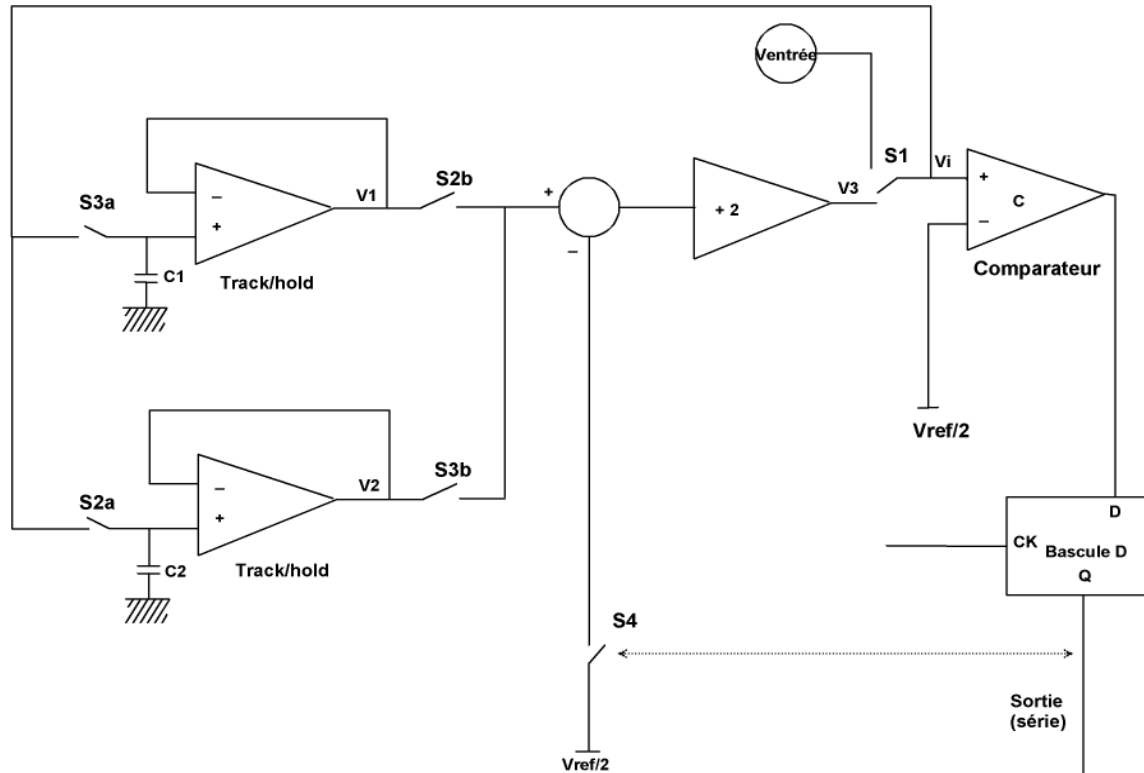 Ventrée
S1
S3a
V1
S2b
+
–
–
+
C1
Track/hold
+ 2
V3
Vi
+
–
C
Comparateur
Vref/2
S2a
V2
S3b
–
+
C2
Track/hold
D
CK
Bascule D
Q
S4
Sortie
(série)
Vref/2